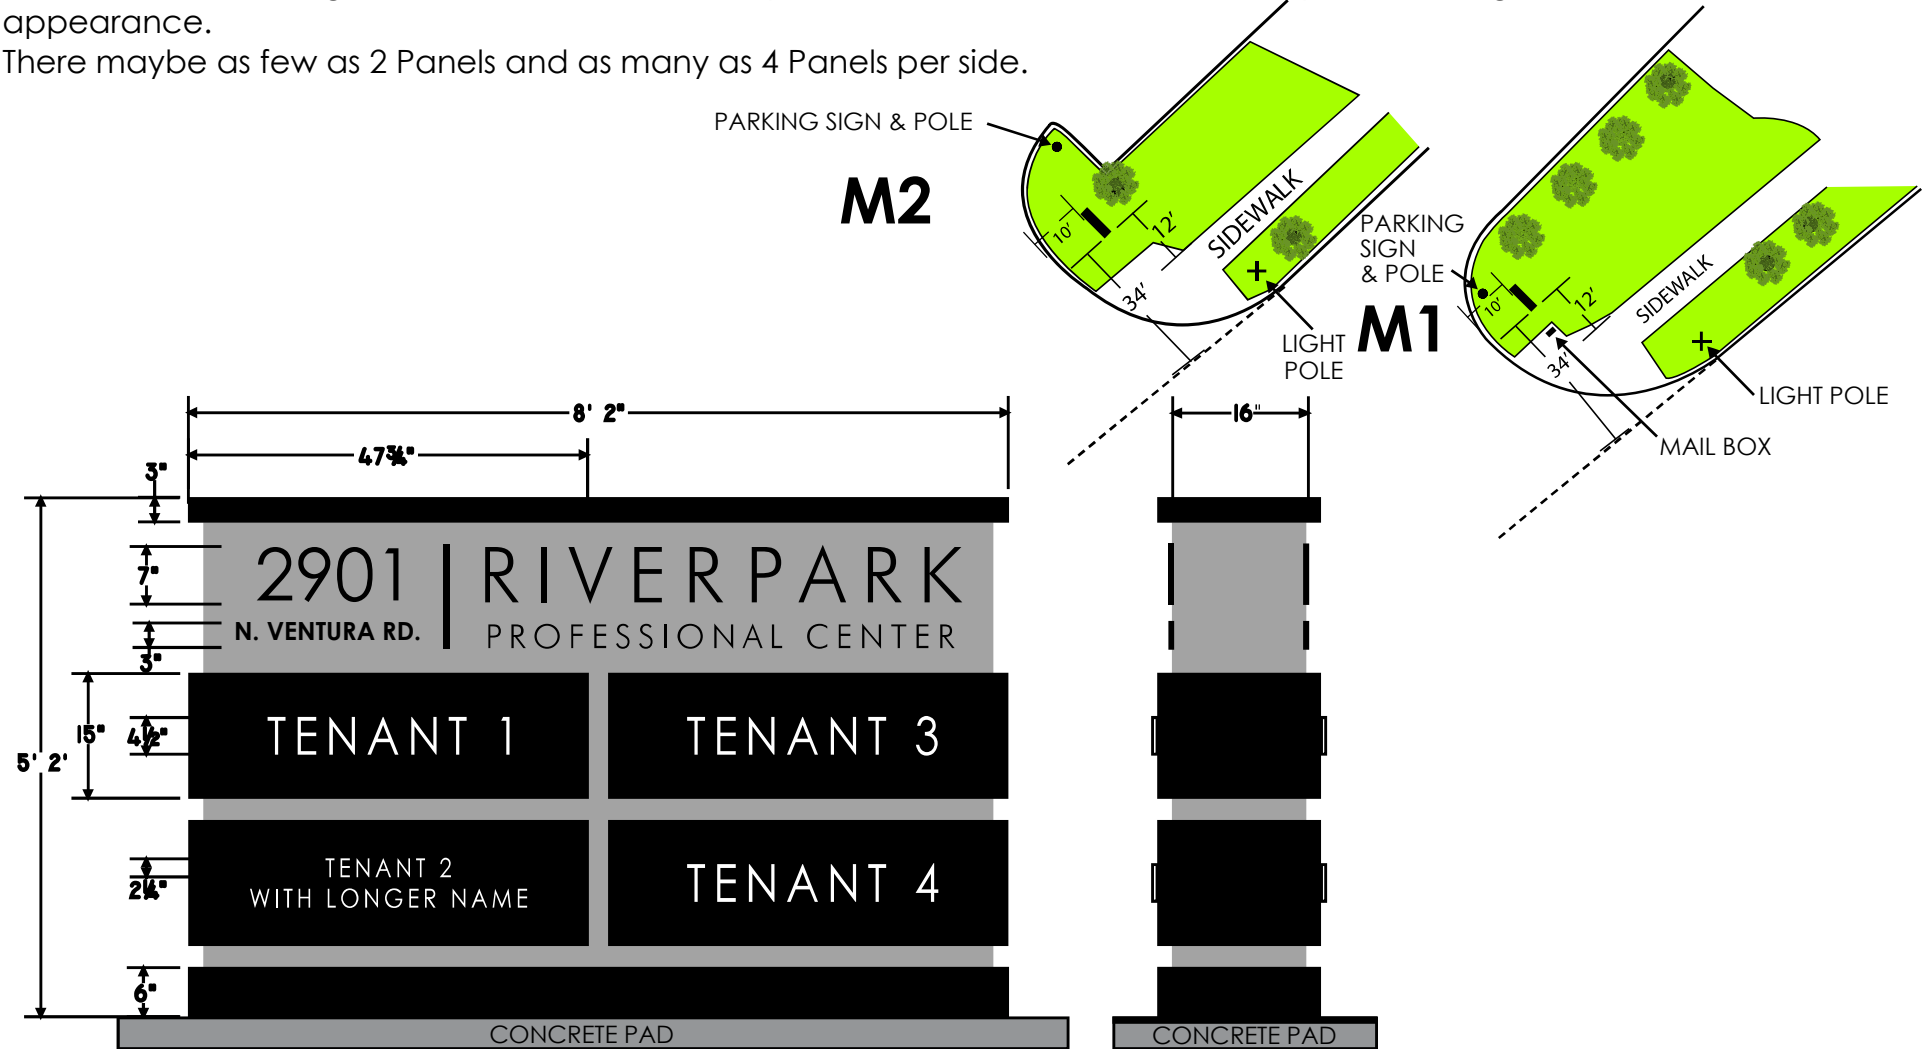 appearance.
There maybe as few as 2 Panels and as many as 4 Panels per side.
PARKING SIGN & POLE
M2
10'
12'
34'
SIDEWALK
LIGHT
POLE
PARKING
SIGN
& POLE
M1
10'
12'
34'
SIDEWALK
LIGHT POLE
MAIL BOX
8' 2"
47¾"
16"
3"
7"
3"
15"
4½"
5' 2'
2¼"
6"
2901
N. VENTURA RD.
RIVERPARK
PROFESSIONAL CENTER
TENANT 1
TENANT 3
TENANT 2
WITH LONGER NAME
TENANT 4
CONCRETE PAD
CONCRETE PAD